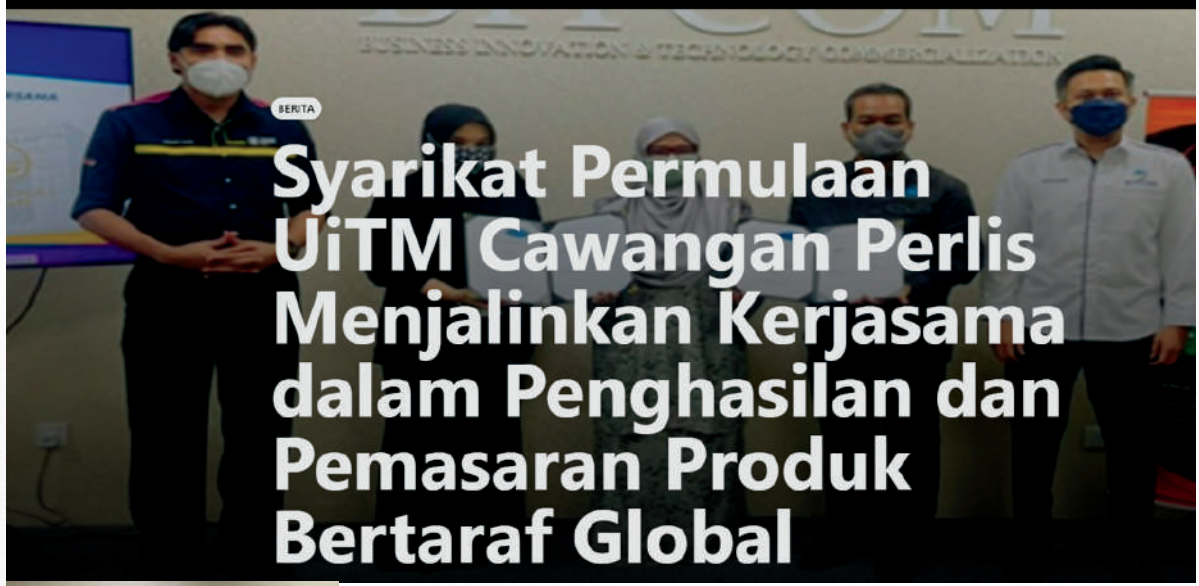 BITCOM
BUSINESS INNOVATION & TECHNOLOGY COMMERCIALIZATION
BERITA
Syarikat Permulaan
UiTM Cawangan Perlis
Menjalinkan Kerjasama
dalam Penghasilan dan
Pemasaran Produk
Bertaraf Global